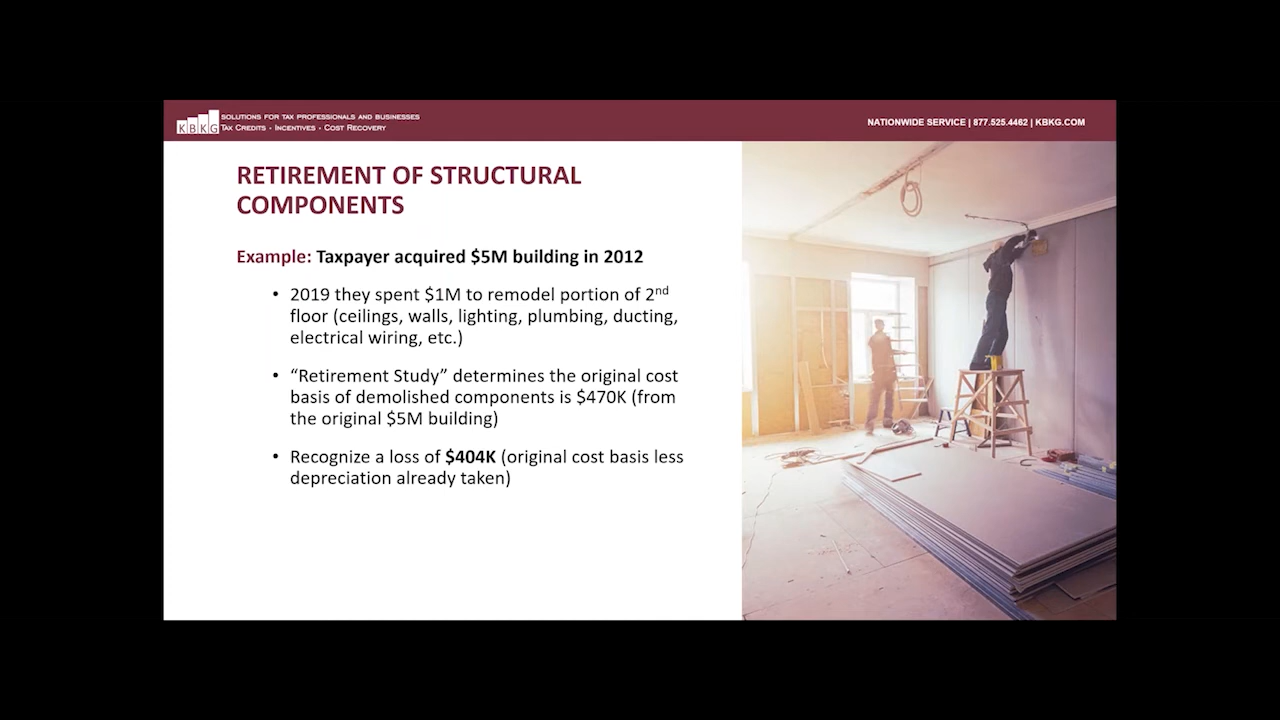 KBKG
SOLUTIONS FOR TAX PROFESSIONALS AND BUSINESSES
TAX CREDITS • INCENTIVES • COST RECOVERY
NATIONWIDE SERVICE | 877.525.4462 | KBKG.COM
RETIREMENT OF STRUCTURAL
COMPONENTS
Example: Taxpayer acquired $5M building in 2012
• 2019 they spent $1M to remodel portion of 2nd
floor (ceilings, walls, lighting, plumbing, ducting,
electrical wiring, etc.)
• “Retirement Study” determines the original cost
basis of demolished components is $470K (from
the original $5M building)
• Recognize a loss of $404K (original cost basis less
depreciation already taken)